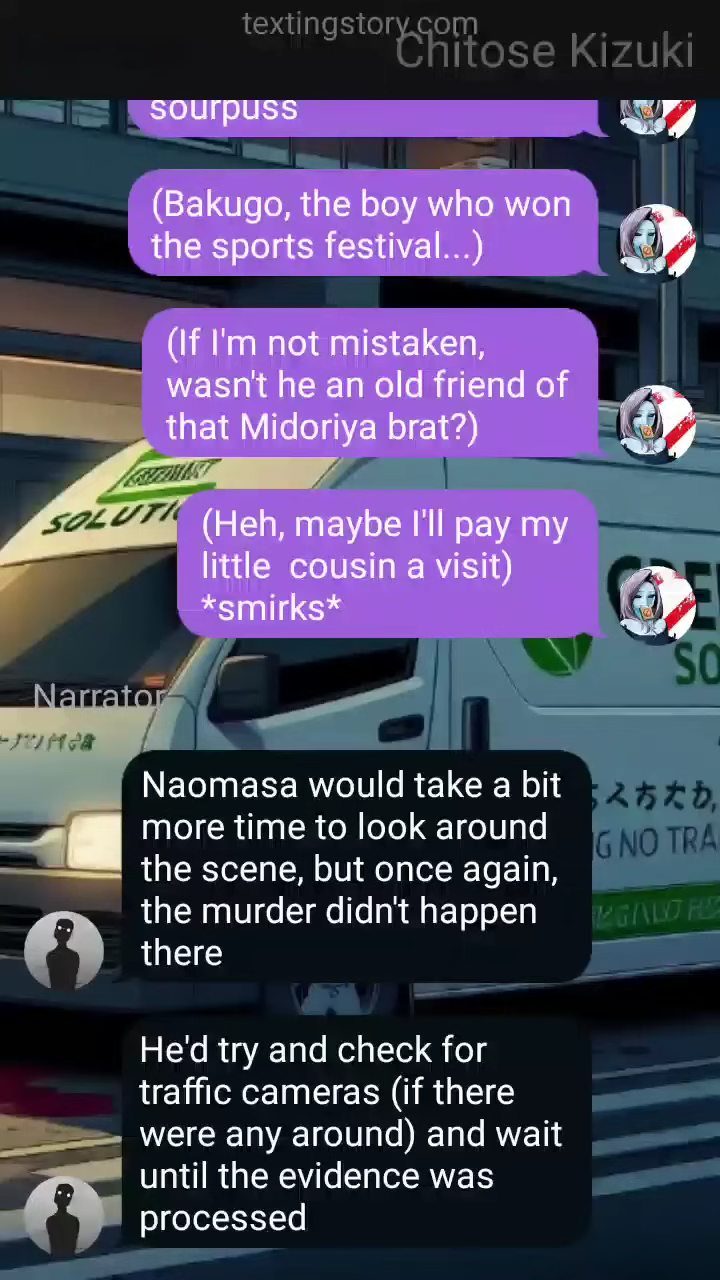 textingstory.com
Chitose Kizuki
sourpuss
(Bakugo, the boy who won
the sports festival...)
(If I'm not mistaken,
wasn't he an old friend of
that Midoriya brat?)
(Heh, maybe I'll pay my
little cousin a visit)
*smirks*
Narrator
Naomasa would take a bit
more time to look around
the scene, but once again,
the murder didn't happen
there
He'd try and check for
traffic cameras (if there
were any around) and wait
until the evidence was
processed
SO
G NO TRA